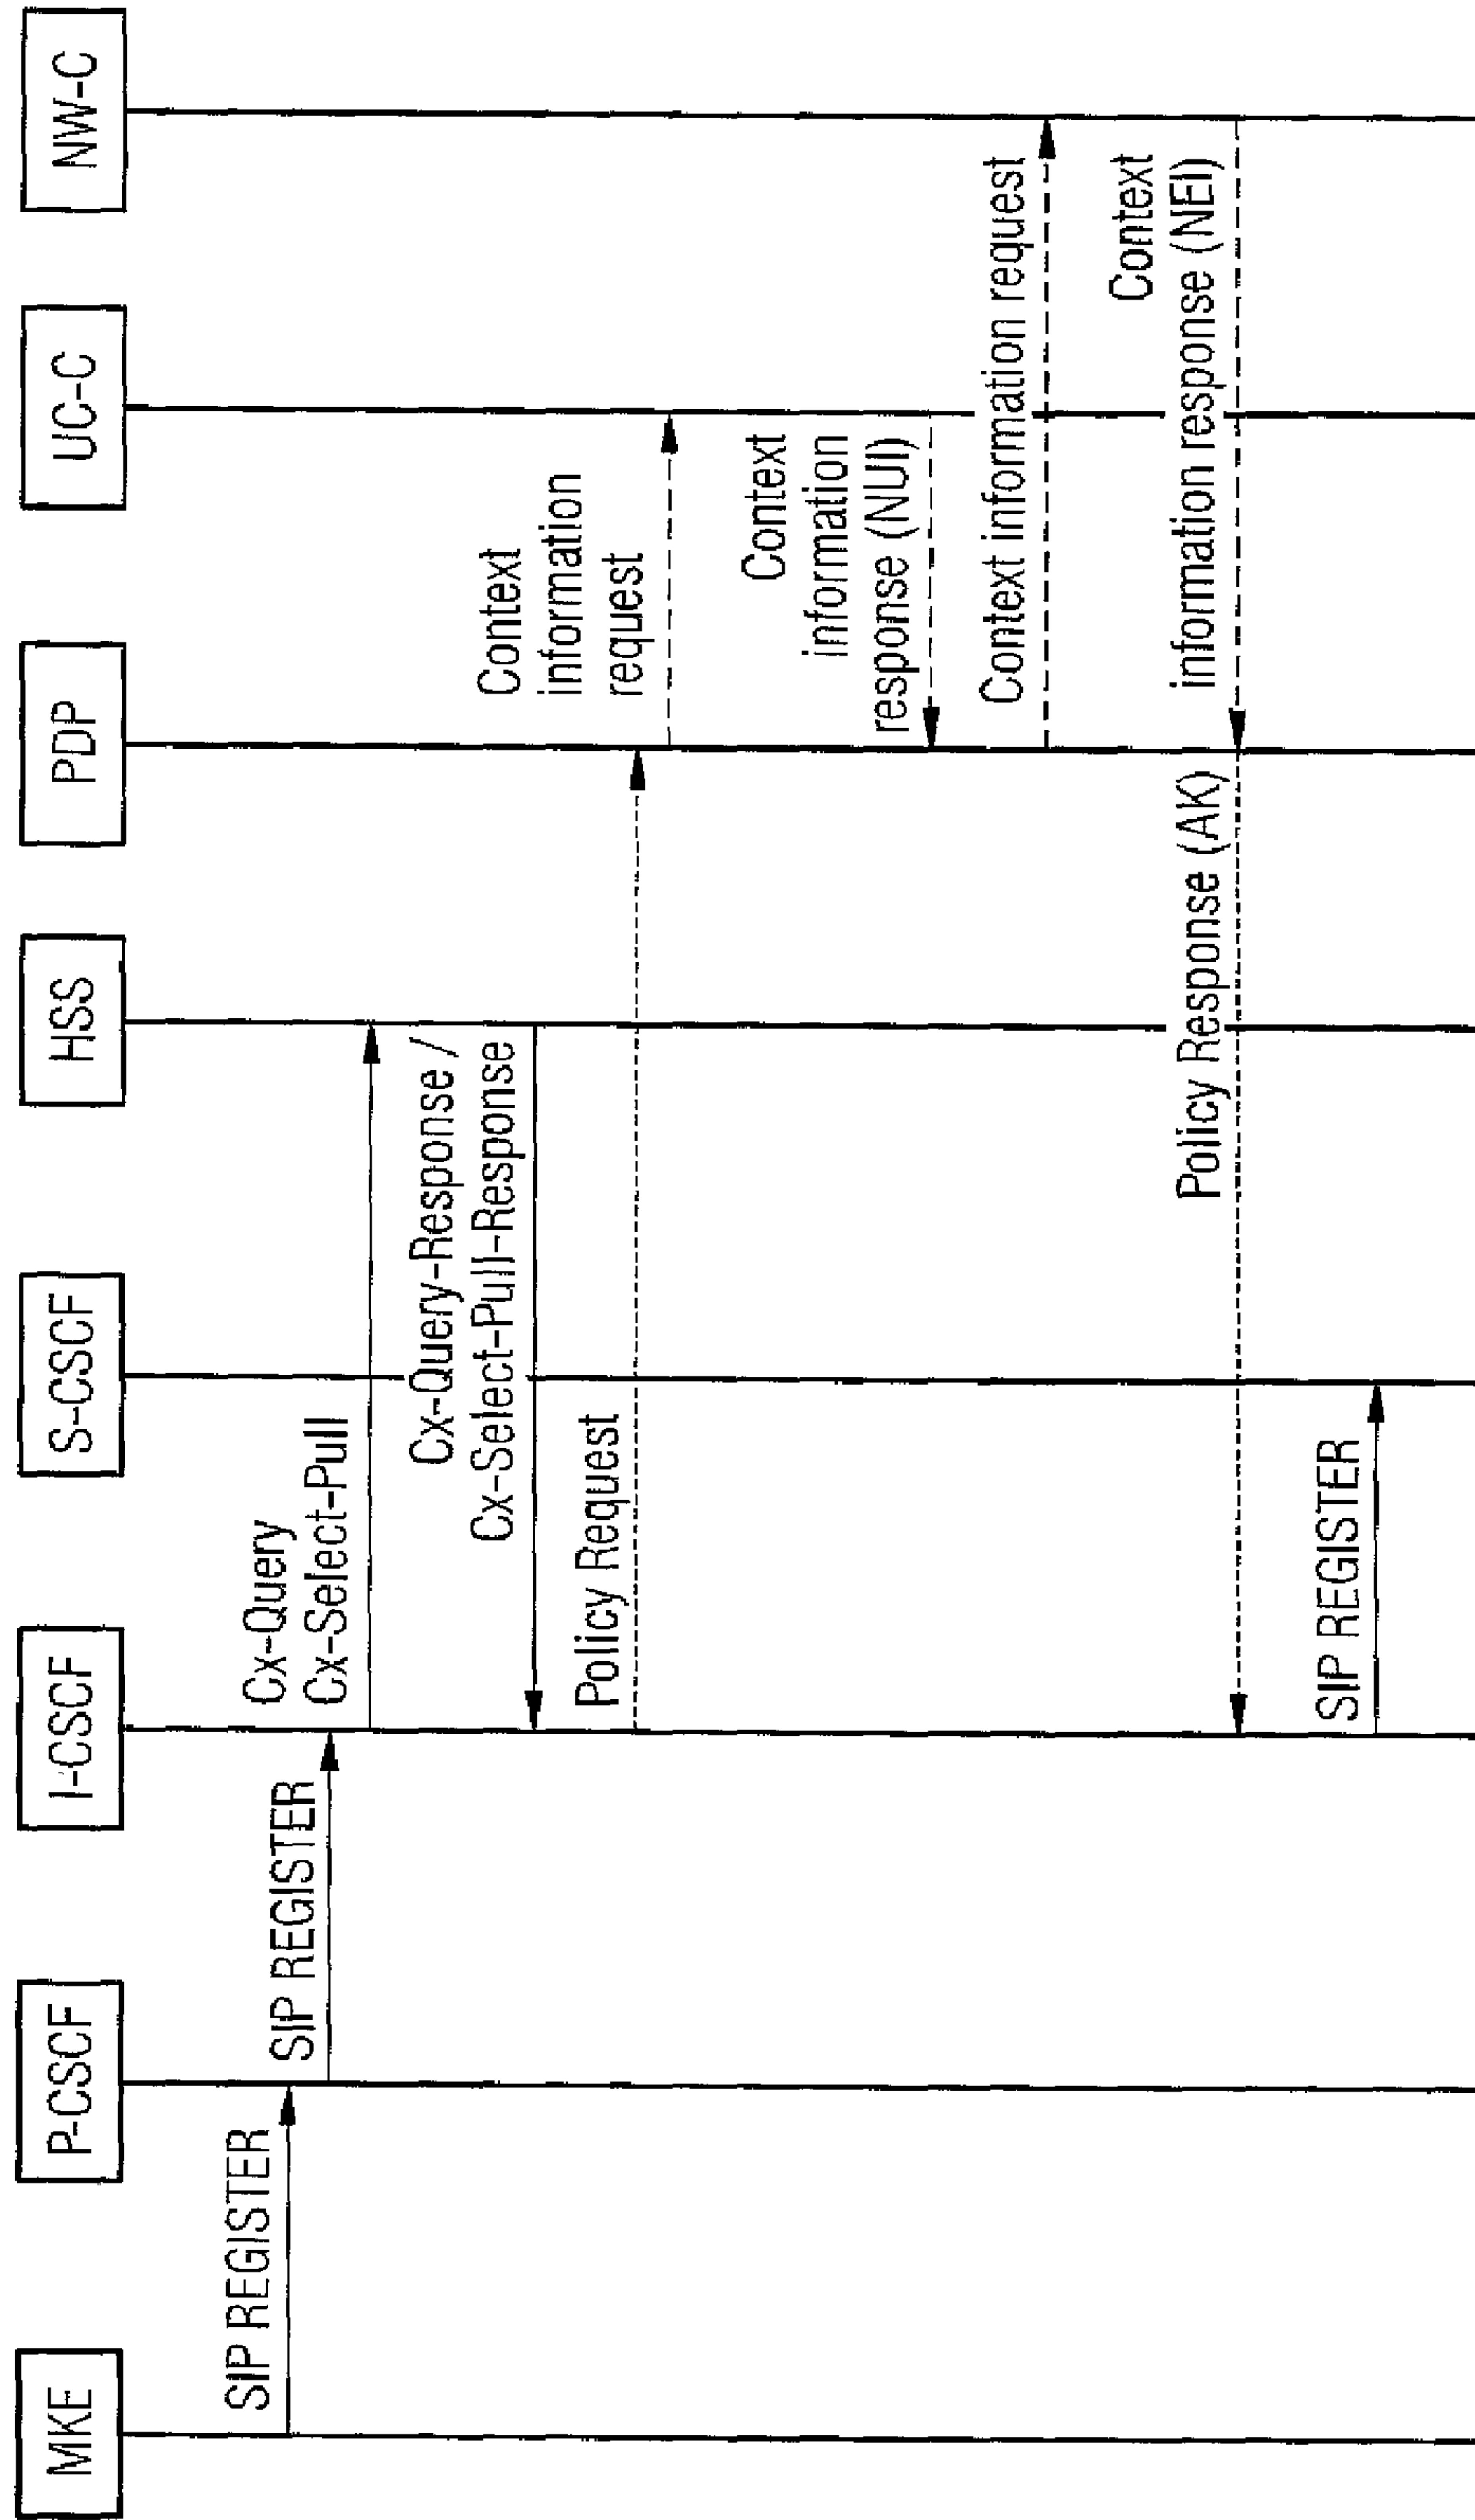 MKE
P-CSCF
I-CSCF
S-CSCF
HSS
PDP
UC-C
NW-C
SIP REGISTER
SIP REGISTER
Cx-Query
Cx-Select-Pull
Cx-Query-Response /
Cx-Select-Pull-Response
Policy Request
Context
information
request
Context
information
response (NUI)
Context information request
Context
information response (NEI)
Policy Response (AK)
SIP REGISTER